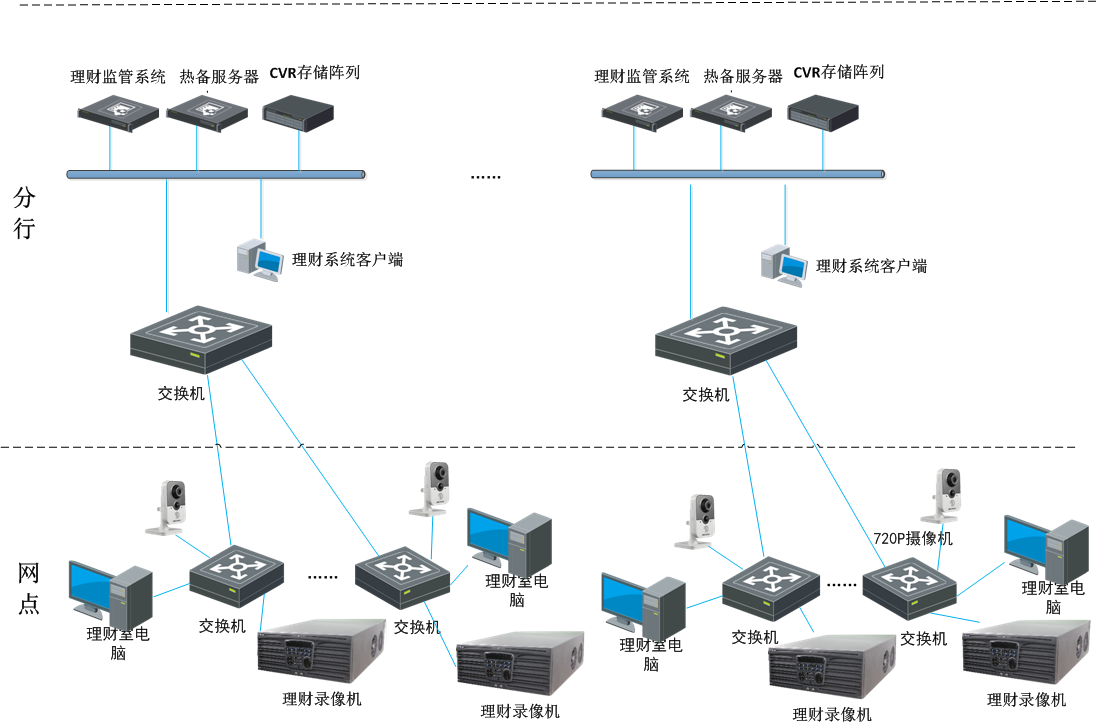 理财监管系统 热备服务器 CVR存储阵列
理财监管系统 热备服务器 CVR存储阵列
分
行
……
理财系统客户端
理财系统客户端
交换机
交换机
720P摄像机
网
点
……
……
理财室电
脑
理财室电
脑
理财室电
脑
理财室电
脑
交换机
交换机
交换机
交换机
理财录像机
理财录像机
理财录像机
理财录像机